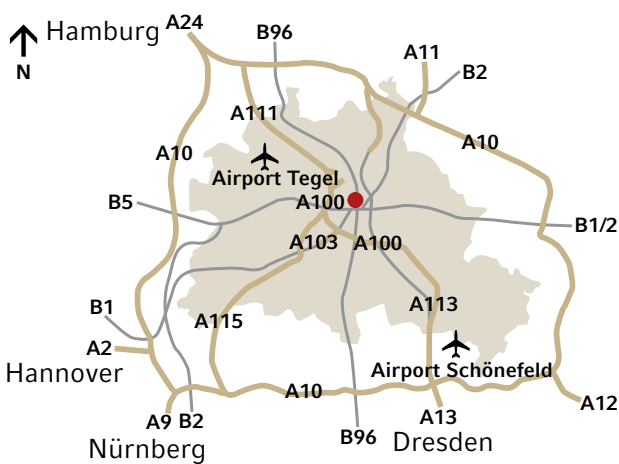 A24
Hamburg
B96
A11
B2
N
A111
A10
A10
Airport Tegel
B5
A100
B1/2
A103
A100
B1
A113
A115
A2
Hannover
Airport Schönefeld
A10
A12
A9
B2
A13
Nürnberg
B96
Dresden